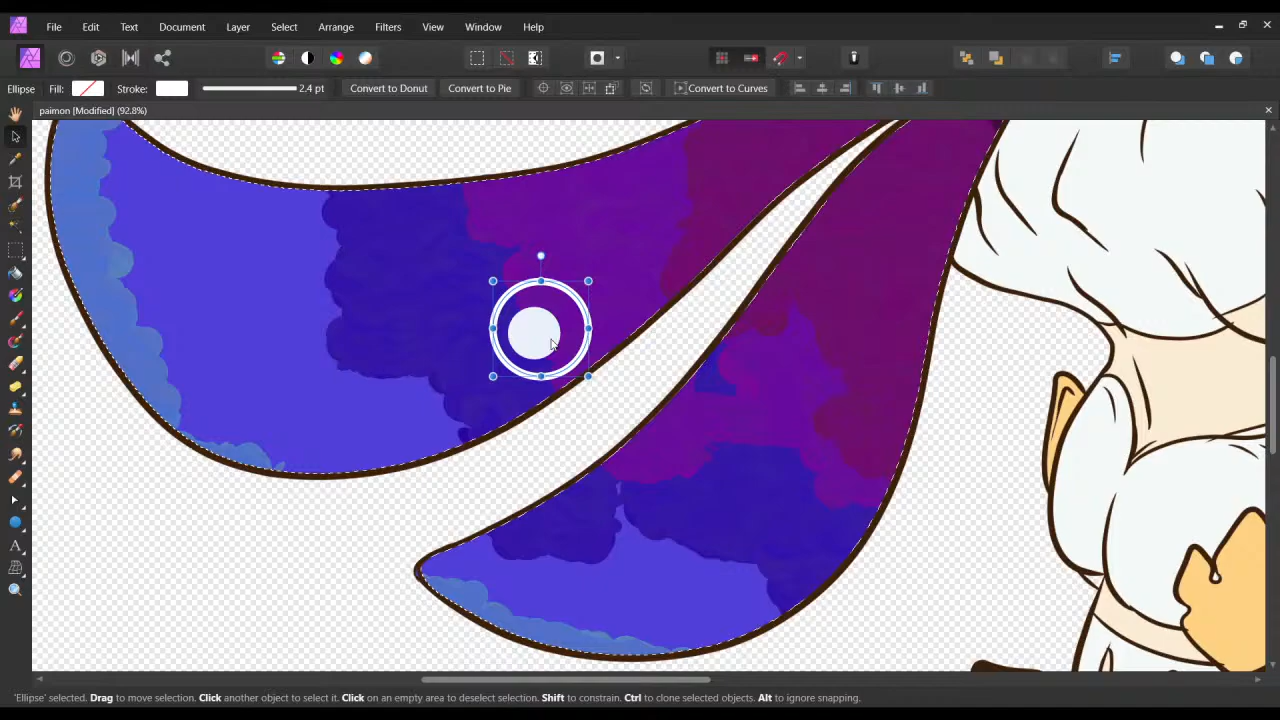 File Edit Text Document Layer Select Arrange Filters View Window Help
Ellipse Fill: Stroke: 2.4 pt Convert to Donut Convert to Pie Convert to Curves
paimon [Modified] (92.8%)
'Ellipse' selected. Drag to move selection. Click another object to select it. Click on an empty area to deselect selection. Shift to constrain. Ctrl to clone selected objects. Alt to ignore snapping.